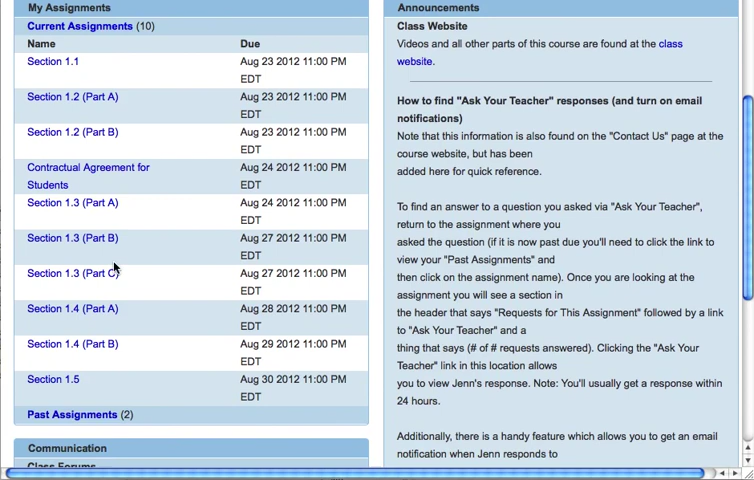 My Assignments
Current Assignments (10)
Name Due
Section 1.1 Aug 23 2012 11:00 PM
EDT
Section 1.2 (Part A) Aug 23 2012 11:00 PM
EDT
Section 1.2 (Part B) Aug 23 2012 11:00 PM
EDT
Contractual Agreement for Aug 24 2012 11:00 PM
Students EDT
Section 1.3 (Part A) Aug 24 2012 11:00 PM
EDT
Section 1.3 (Part B) Aug 27 2012 11:00 PM
EDT
Section 1.3 (Part C) Aug 27 2012 11:00 PM
EDT
Section 1.4 (Part A) Aug 28 2012 11:00 PM
EDT
Section 1.4 (Part B) Aug 29 2012 11:00 PM
EDT
Section 1.5 Aug 30 2012 11:00 PM
EDT
Past Assignments (2)
Communication
Class Forums
Announcements
Class Website
Videos and all other parts of this course are found at the class
website.
How to find "Ask Your Teacher" responses (and turn on email
notifications)
Note that this information is also found on the "Contact Us" page at the
course website, but has been
added here for quick reference.
To find an answer to a question you asked via "Ask Your Teacher",
return to the assignment where you
asked the question (if it is now past due you'll need to click the link to
view your "Past Assignments" and
then click on the assignment name). Once you are looking at the
assignment you will see a section in
the header that says "Requests for This Assignment" followed by a link
to "Ask Your Teacher" and a
thing that says (# of # requests answered). Clicking the "Ask Your
Teacher" link in this location allows
you to view Jenn's response. Note: You'll usually get a response within
24 hours.
Additionally, there is a handy feature which allows you to get an email
notification when Jenn responds to